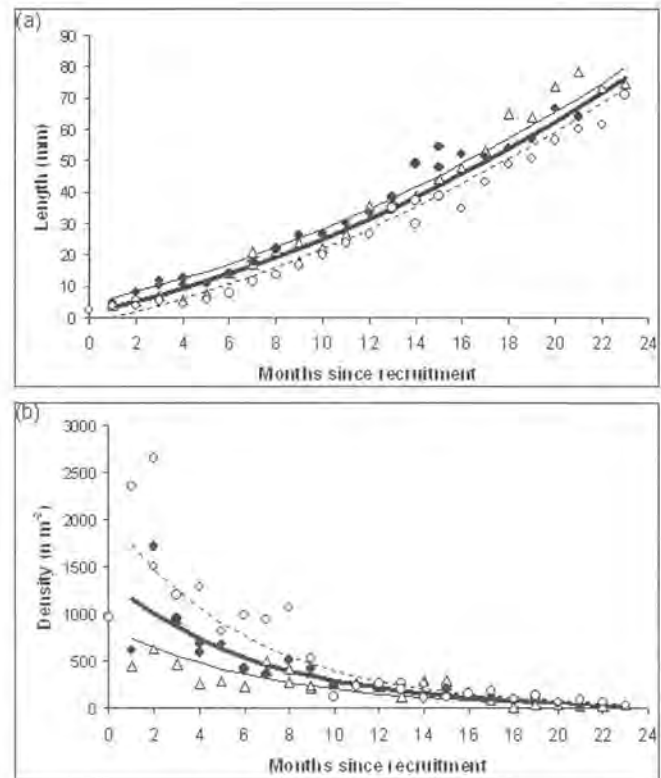 (a)
90
80
70
60
50
40
30
20
10
0
Length (mm)
0 2 4 6 8 10 12 14 16 18 20 22 24
Months since recruitment
(b)
3000
2500
2000
1500
1000
500
0
Density (n m⁻²)
0 2 4 6 8 10 12 14 16 18 20 22 24
Months since recruitment